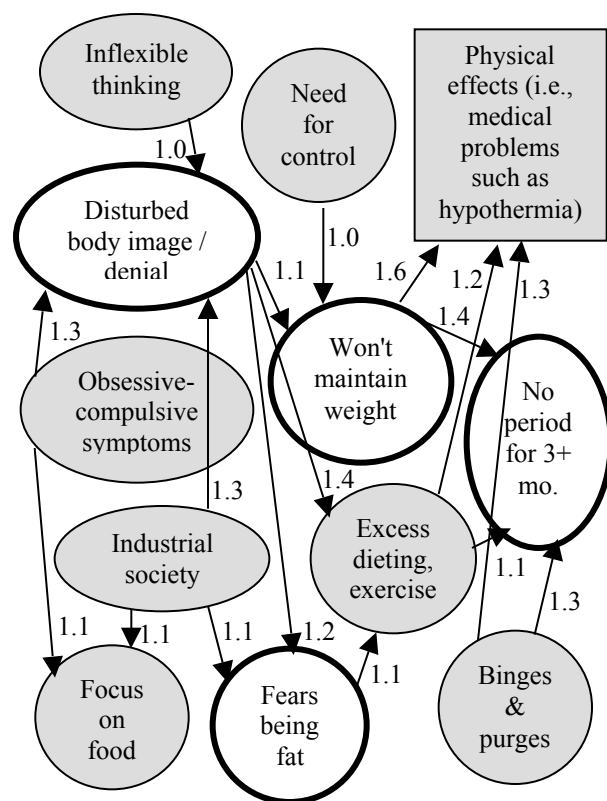 Inflexible
thinking
Need
for
control
Physical
effects (i.e.,
medical
problems
such as
hypothermia)
1.0
Disturbed
body image /
denial
1.0
1.1
1.6
1.2
1.3
1.3
1.4
Won't
maintain
weight
No
period
for 3+
mo.
Obsessive-
compulsive
symptoms
1.3
1.4
Industrial
society
Excess
dieting,
exercise
1.1
1.3
1.1
1.1
1.1
1.2
1.1
Focus
on
food
Fears
being
fat
Binges
&
purges